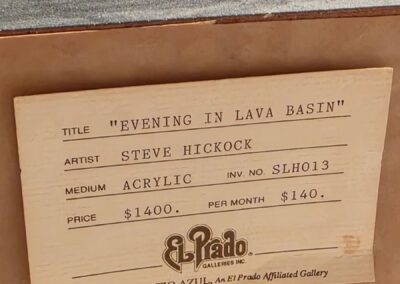 TITLE "EVENING IN LAVA BASIN"
ARTIST STEVE HICKOCK
MEDIUM ACRYLIC INV. NO. SLH013
PRICE $1400. PER MONTH $140.
El Prado
GALLERIES INC.
AZUL, An El Prado Affiliated Gallery